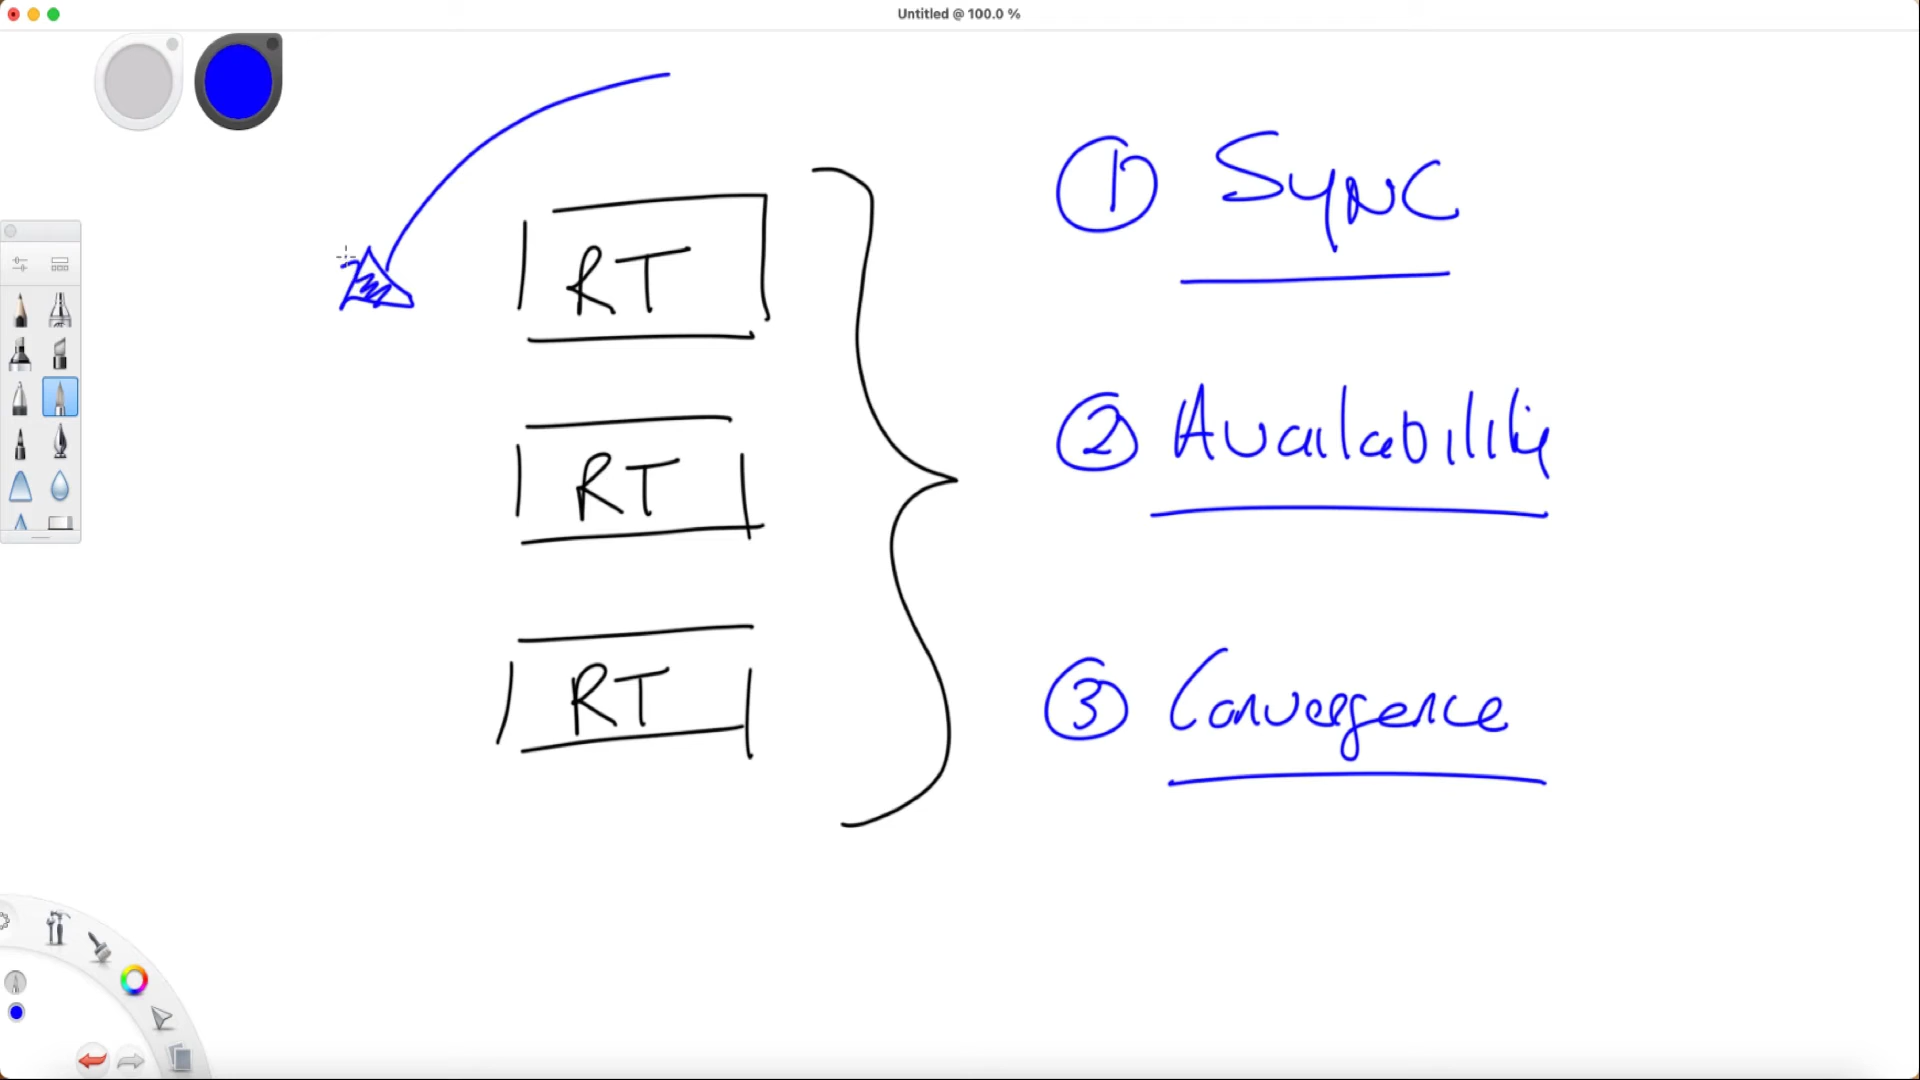 Untitled @ 100.0 %
RT
RT
RT
1 Sync
2 Availability
3 Convergence